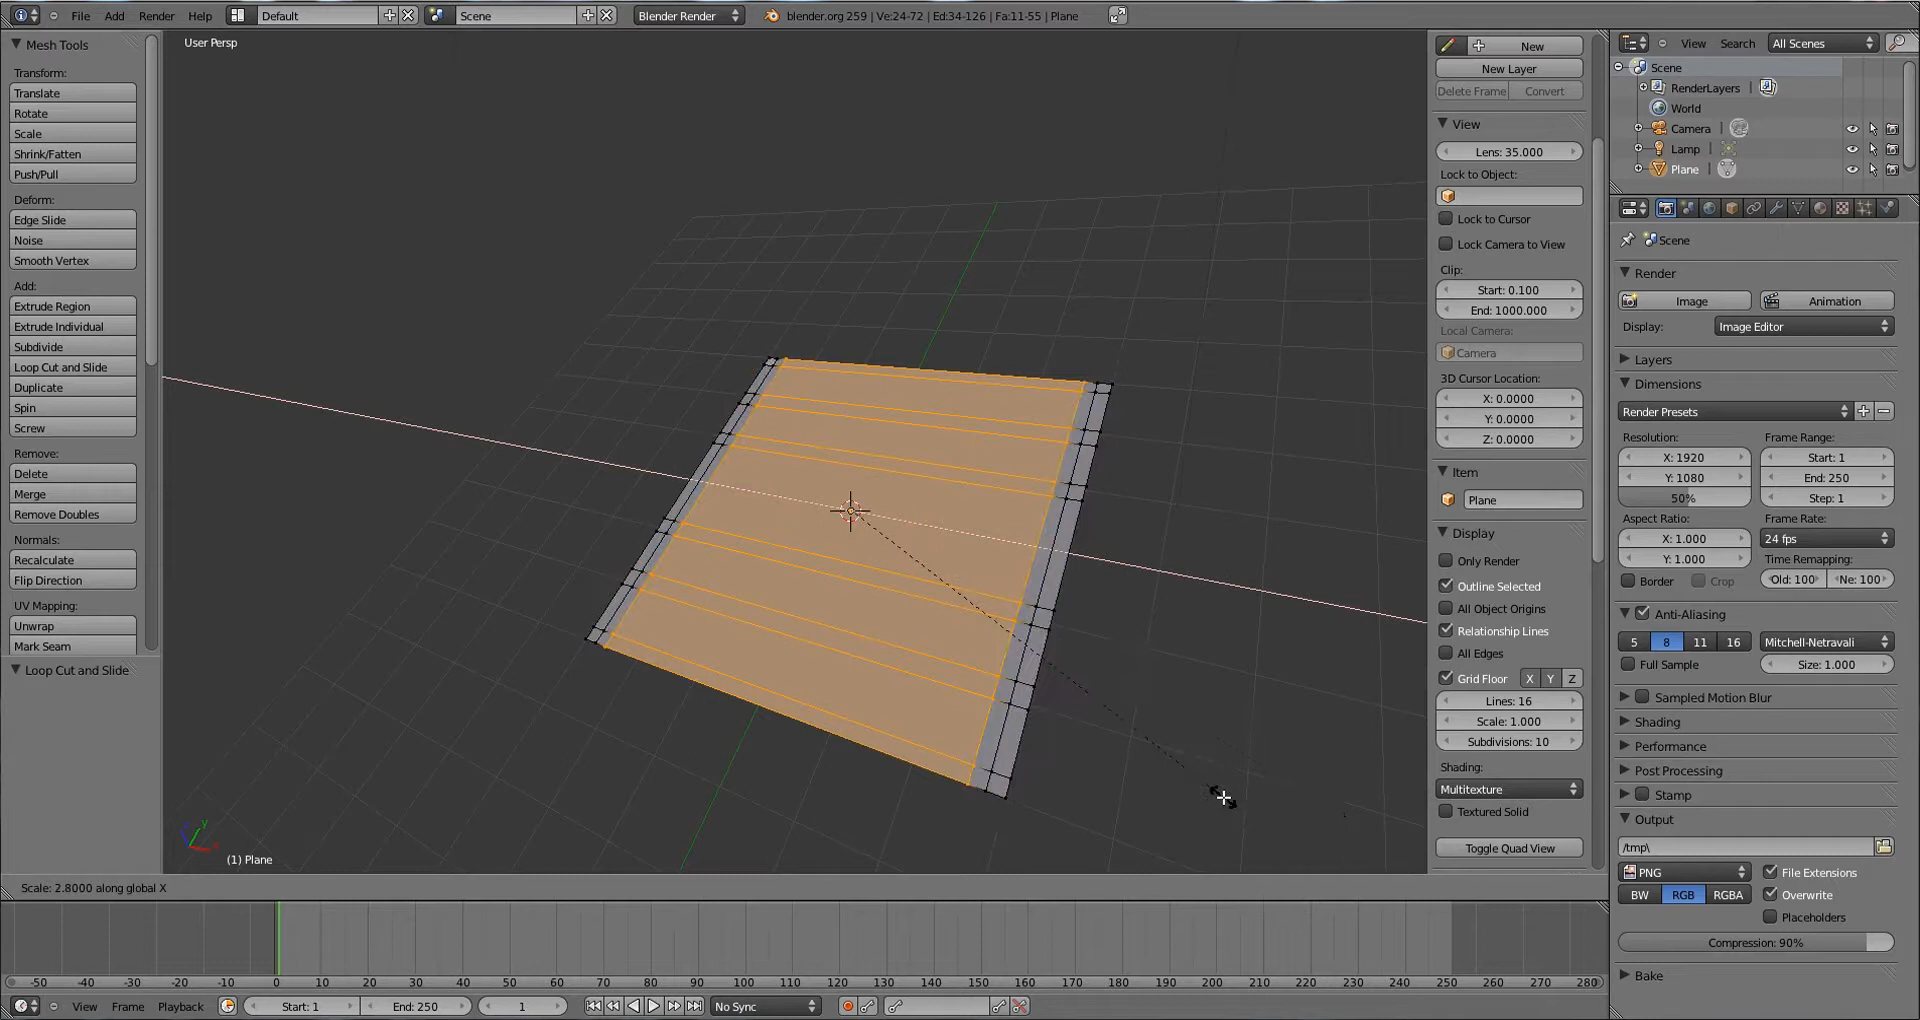 File Add Render Help Default Scene Blender Render blender.org 259 | Ve:24-72 | Ed:34-126 | Fa:11-55 | Plane
Mesh Tools
Transform:
Translate
Rotate
Scale
Shrink/Fatten
Push/Pull
Deform:
Edge Slide
Noise
Smooth Vertex
Add:
Extrude Region
Extrude Individual
Subdivide
Loop Cut and Slide
Duplicate
Spin
Screw
Remove:
Delete
Merge
Remove Doubles
Normals:
Recalculate
Flip Direction
UV Mapping:
Unwrap
Mark Seam
Loop Cut and Slide
User Persp
(1) Plane
Scale: 2.8000 along global X
New
New Layer
Delete Frame Convert
View
Lens: 35.000
Lock to Object:
Lock to Cursor
Lock Camera to View
Clip:
Start: 0.100
End: 1000.000
Local Camera:
Camera
3D Cursor Location:
X: 0.0000
Y: 0.0000
Z: 0.0000
Item
Plane
Display
Only Render
Outline Selected
All Object Origins
Relationship Lines
All Edges
Grid Floor X Y Z
Lines: 16
Scale: 1.000
Subdivisions: 10
Shading:
Multitexture
Textured Solid
Toggle Quad View
View Search All Scenes
Scene
RenderLayers |
World
Camera |
Lamp |
Plane |
Scene
Render
Image Animation
Display: Image Editor
Layers
Dimensions
Render Presets
Resolution: Frame Range:
X: 1920 Start: 1
Y: 1080 End: 250
50% Step: 1
Aspect Ratio: Frame Rate:
X: 1.000 24 fps
Y: 1.000 Time Remapping:
Border Crop Old: 100 Ne: 100
Anti-Aliasing
5 8 11 16 Mitchell-Netravali
Full Sample Size: 1.000
Sampled Motion Blur
Shading
Performance
Post Processing
Stamp
Output
/tmp\
PNG File Extensions
BW RGB RGBA Overwrite
Placeholders
Compression: 90%
Bake
-50 -40 -30 -20 -10 0 10 20 30 40 50 60 70 80 90 100 110 120 130 140 150 160 170 180 190 200 210 220 230 240 250 260 270 280
View Frame Playback Start: 1 End: 250 1 No Sync
x y